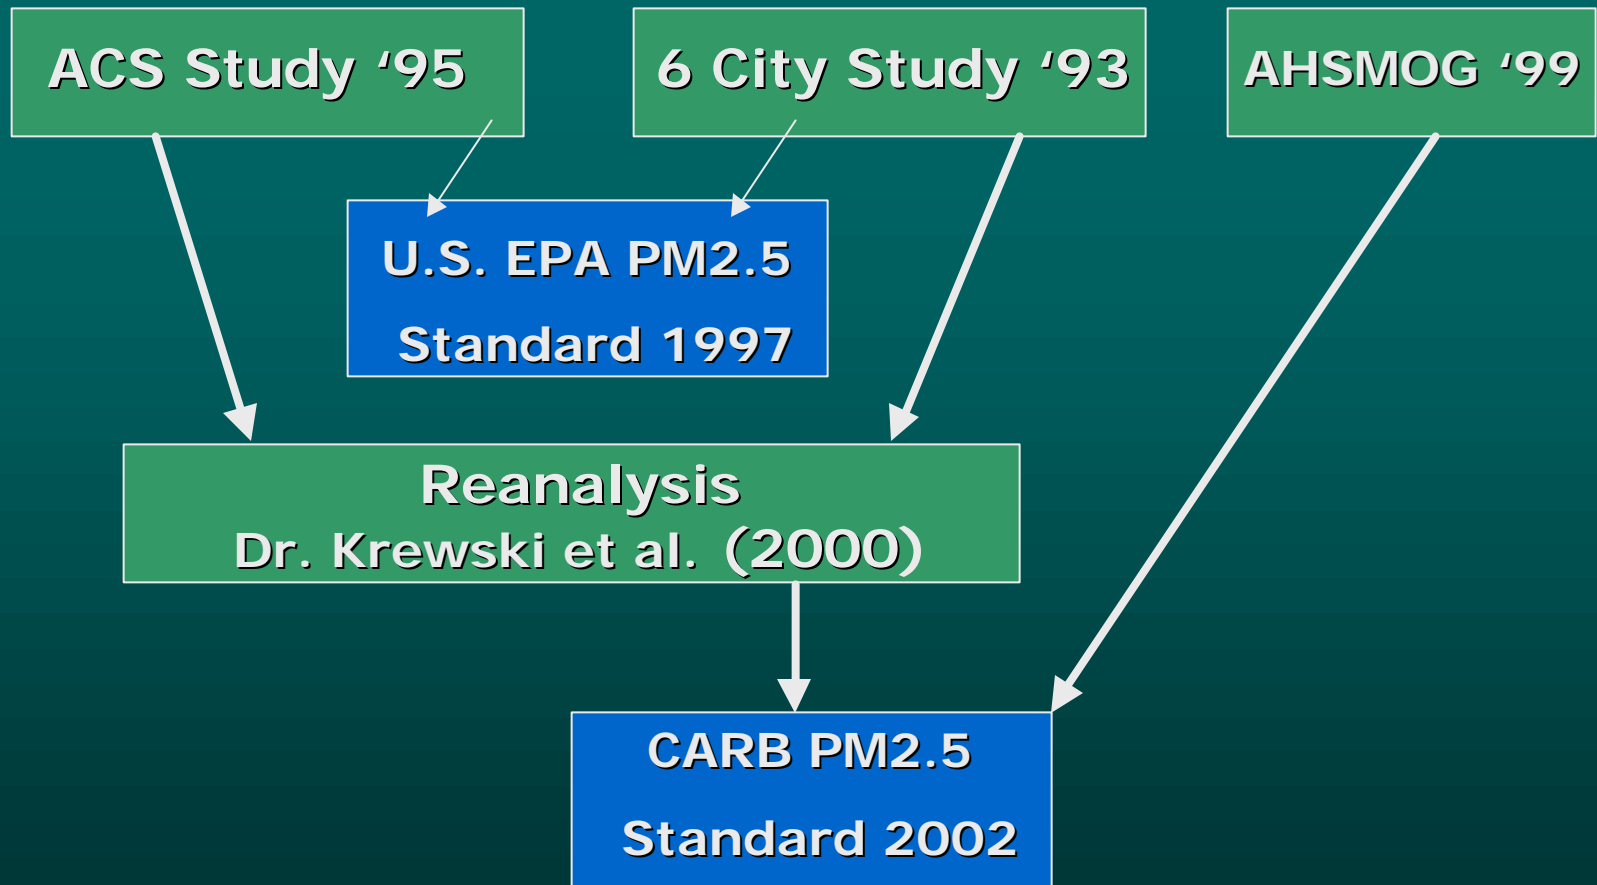 ACS Study ‘95
6 City Study ‘93
AHSMOG ‘99
U.S. EPA PM2.5
Standard 1997
Reanalysis
Dr. Krewski et al. (2000)
CARB PM2.5
Standard 2002